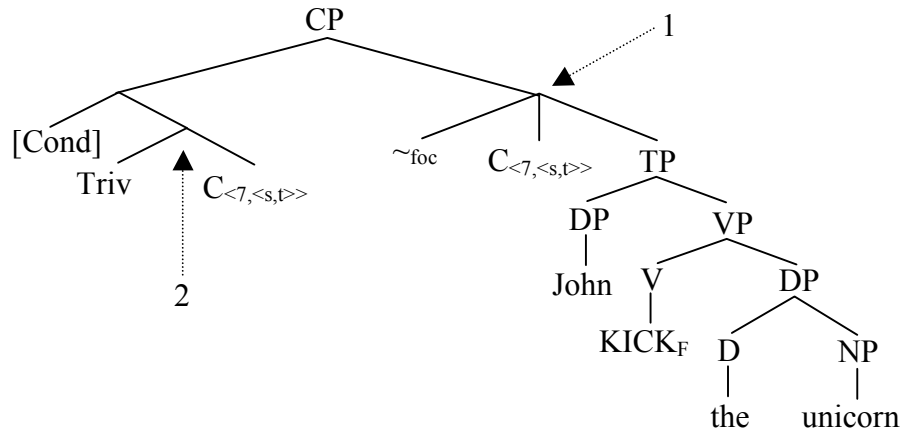 CP
1
[Cond]
~foc
C<7,<s,t>>
TP
Triv
C<7,<s,t>>
DP
VP
2
John
V
DP
KICKF
D
NP
the
unicorn